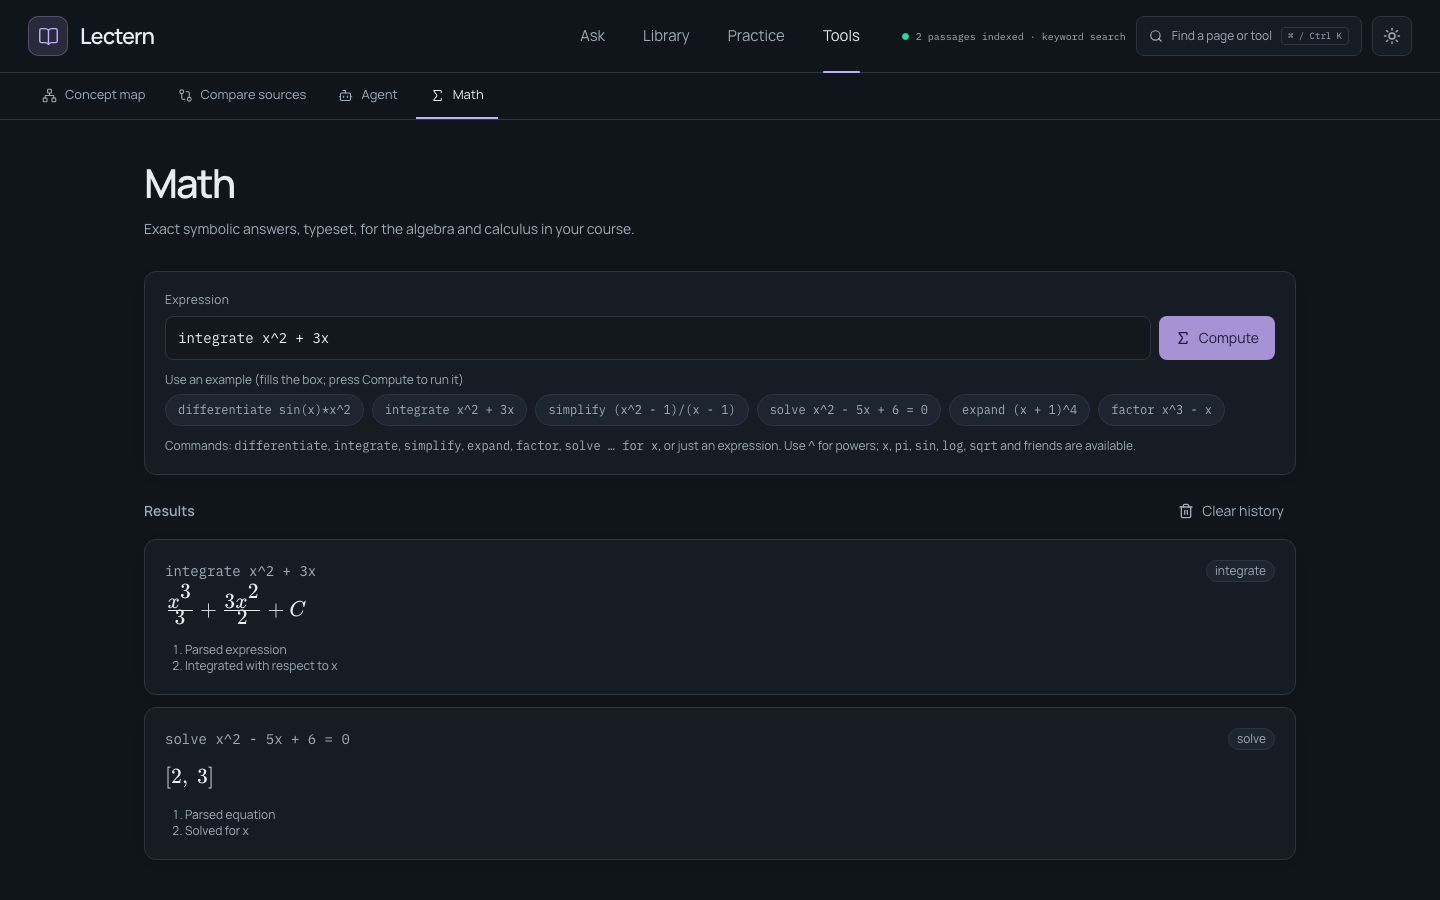 Lectern
Ask Library Practice Tools
2 passages indexed · keyword search
Find a page or tool ⌘ / Ctrl K
Concept map Compare sources Agent Math
Math
Exact symbolic answers, typeset, for the algebra and calculus in your course.
Expression
integrate x^2 + 3x
Compute
Use an example (fills the box; press Compute to run it)
differentiate sin(x)*x^2 integrate x^2 + 3x simplify (x^2 - 1)/(x - 1) solve x^2 - 5x + 6 = 0 expand (x + 1)^4 factor x^3 - x
Commands: differentiate, integrate, simplify, expand, factor, solve … for x, or just an expression. Use ^ for powers; x, pi, sin, log, sqrt and friends are available.
Results Clear history
integrate x^2 + 3x integrate
x³/3 + 3x²/2 + C
1. Parsed expression
2. Integrated with respect to x
solve x^2 - 5x + 6 = 0 solve
[2, 3]
1. Parsed equation
2. Solved for x